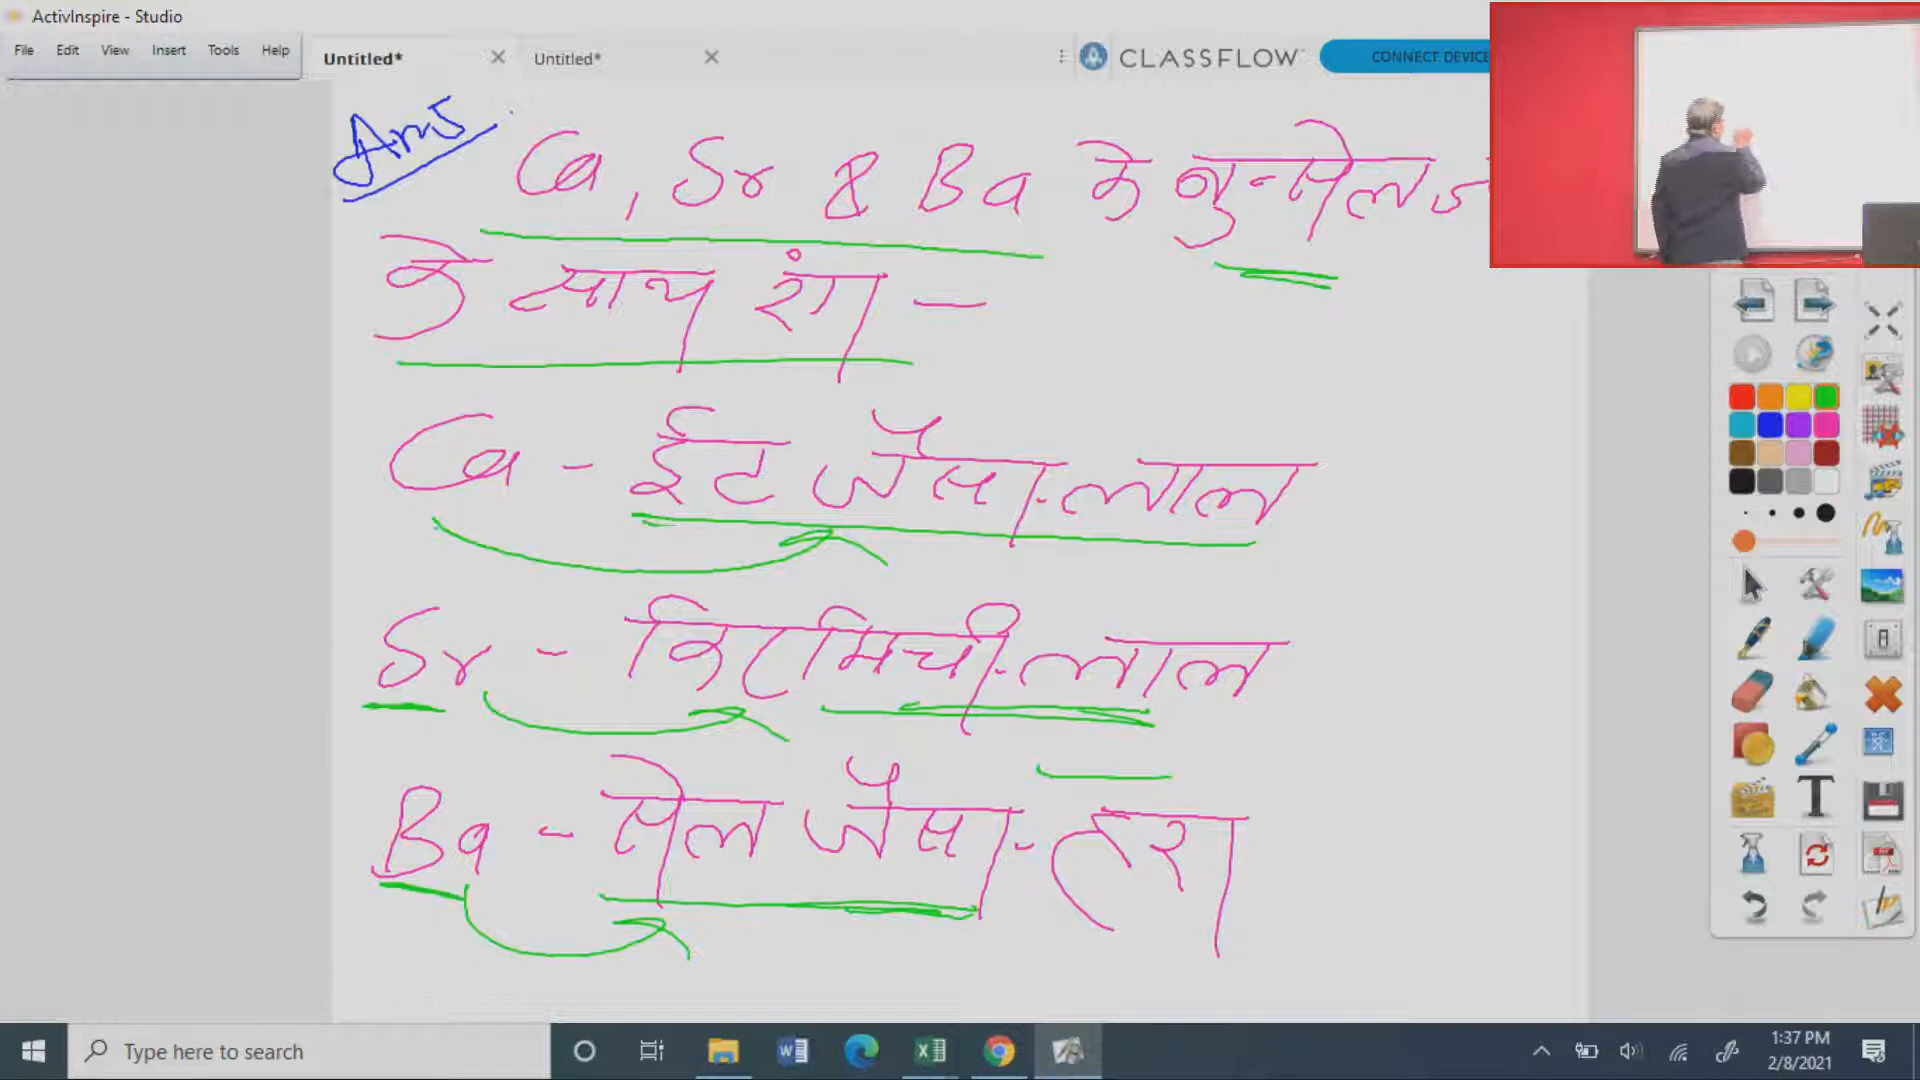 ActivInspire - Studio
File Edit View Insert Tools Help
Untitled*
Untitled*
CLASSFLOW
CONNECT DEVICE
Ans
Ca, Sr & Ba के बुन्सेल
के साथ रंग -
Ca - ईट जैसा-लाल
Sr - किरमिची-लाल
Ba - सेल जैसा-हरा
T
Type here to search
1:37 PM
2/8/2021